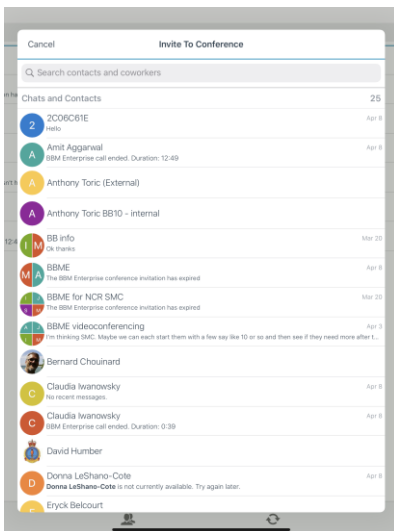 Cancel
Invite To Conference
Search contacts and coworkers
Chats and Contacts 25
2
2C06C61E Apr 8
Hello
A
Amit Aggarwal Apr 8
BBM Enterprise call ended. Duration: 12:49
A
Anthony Toric (External)
A
Anthony Toric BB10 - internal
I M
BB info Mar 20
Ok thanks
M A
BBME Apr 8
The BBM Enterprise conference invitation has expired
BBME for NCR SMC Mar 20
The BBM Enterprise conference invitation has expired
BBME videoconferencing Apr 3
I'm thinking SMC. Maybe we can each start them with a few say like 10 or so and then see if they need more after t...
Bernard Chouinard
C
Claudia Iwanowsky Apr 8
No recent messages.
C
Claudia Iwanowsky Apr 8
BBM Enterprise call ended. Duration: 0:39
David Humber
D
Donna LeShano-Cote Apr 8
Donna LeShano-Cote is not currently available. Try again later.
Eryck Belcourt